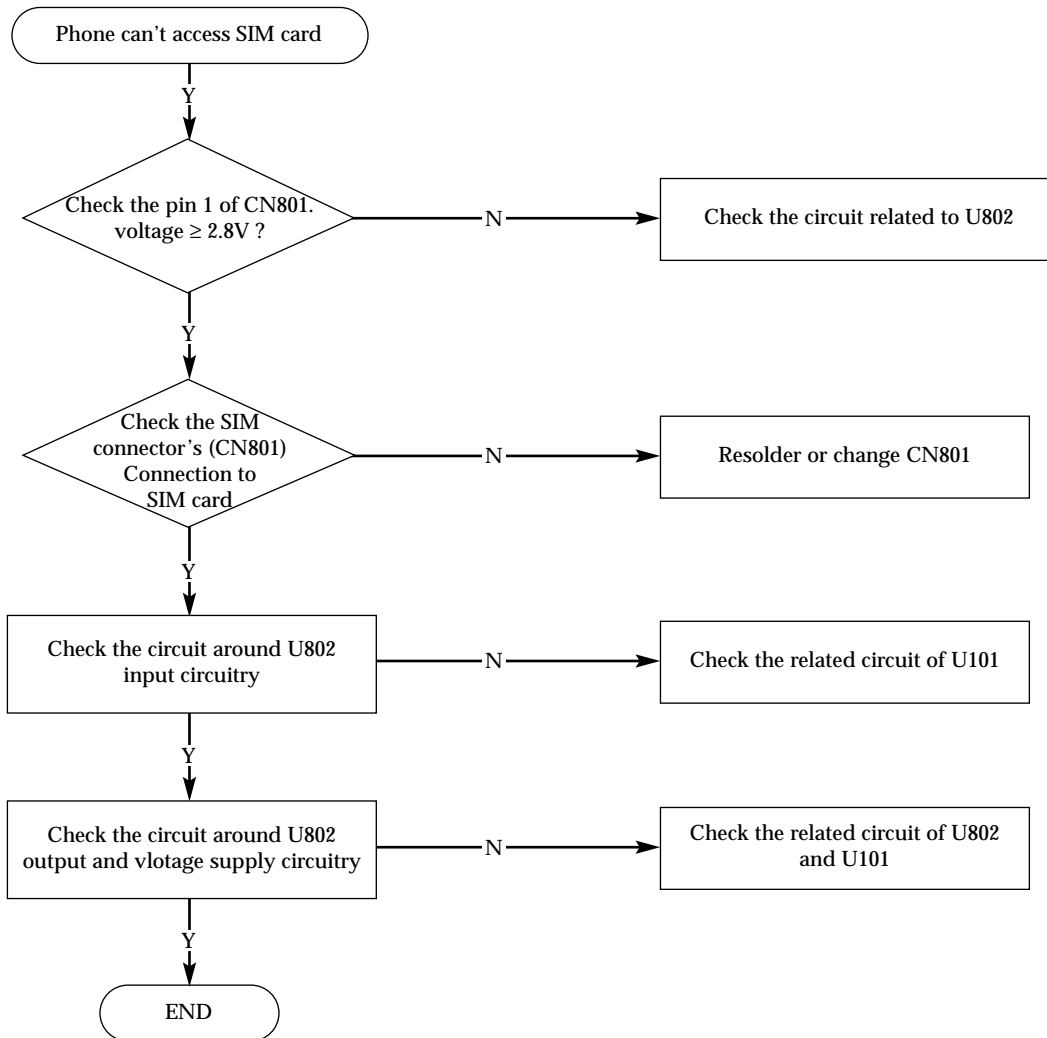 Phone can't access SIM card
Y
Check the pin 1 of CN801.
voltage ≥ 2.8V ?
N
Check the circuit related to U802
Y
Check the SIM
connector's (CN801)
Connection to
SIM card
N
Resolder or change CN801
Y
Check the circuit around U802
input circuitry
N
Check the related circuit of U101
Y
Check the circuit around U802
output and vlotage supply circuitry
N
Check the related circuit of U802
and U101
Y
END